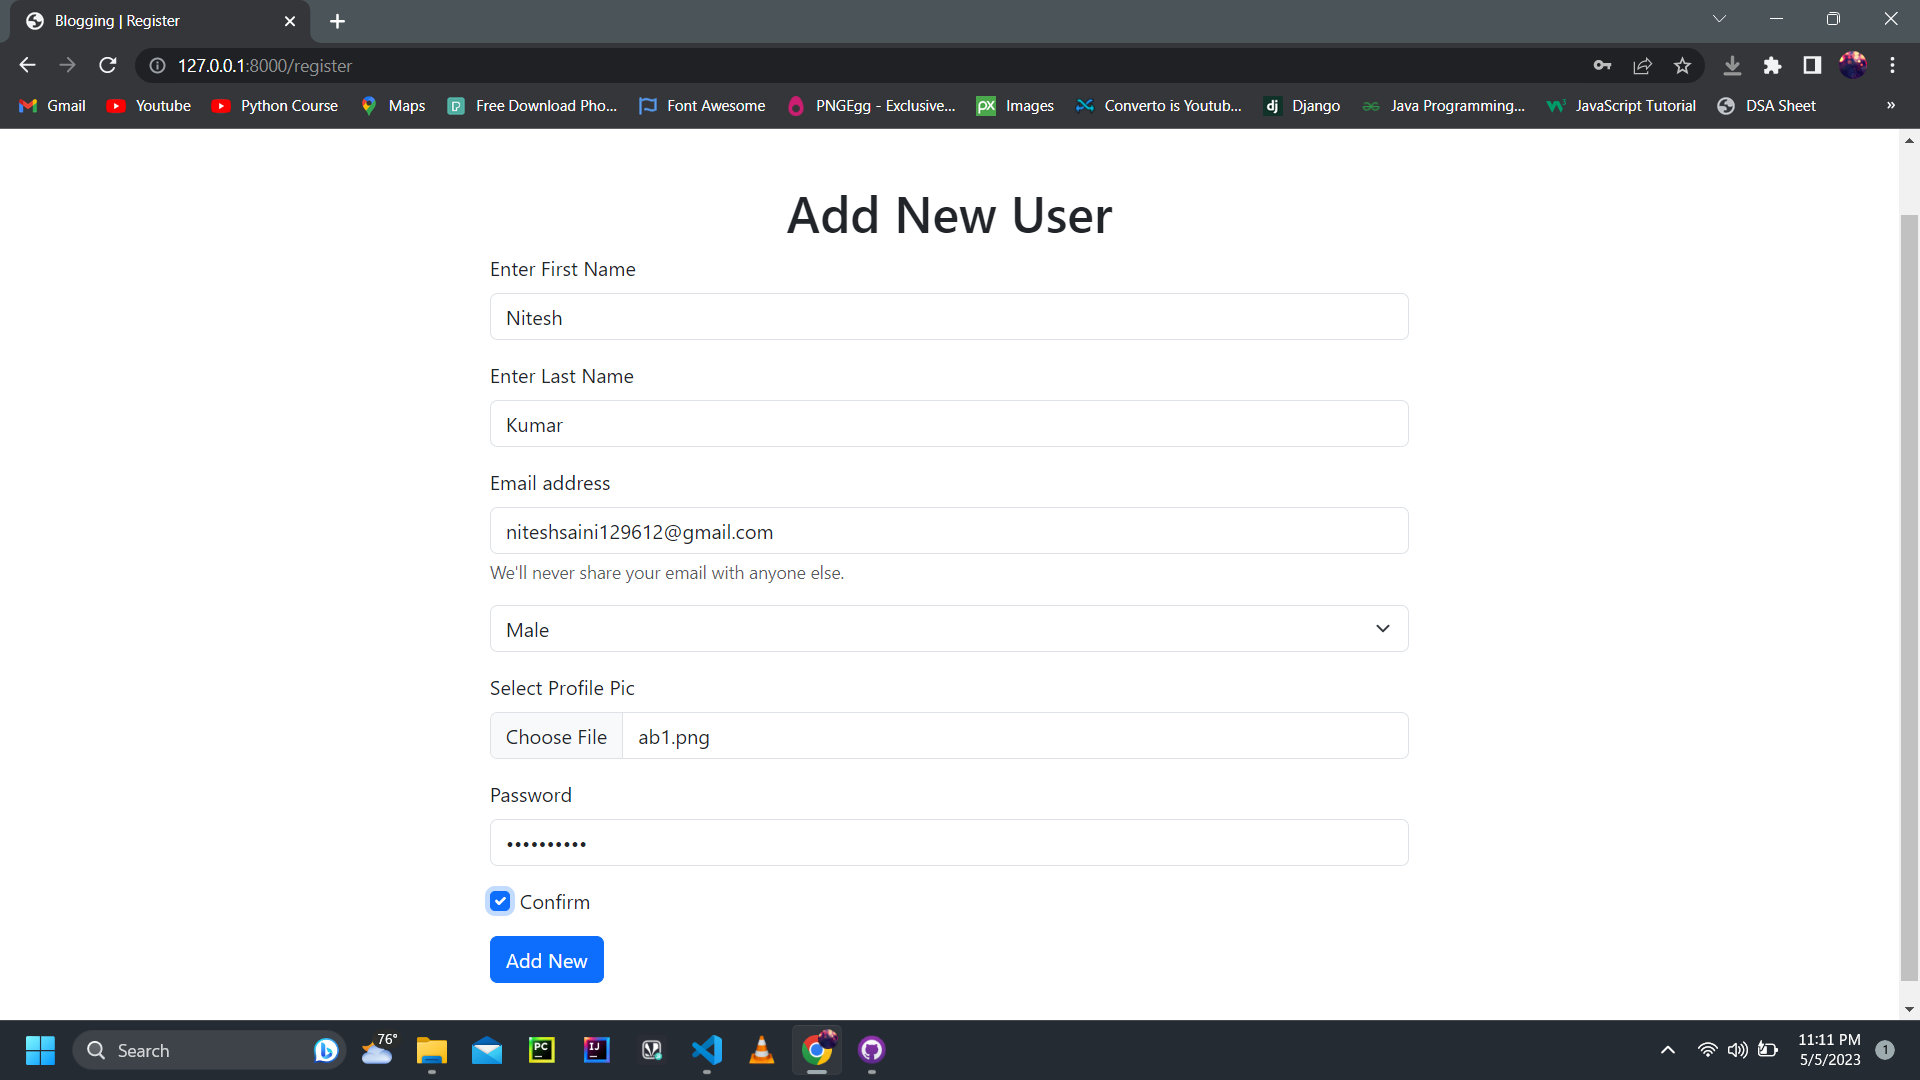 Blogging | Register
127.0.0.1:8000/register
Gmail
Youtube
Python Course
Maps
Free Download Pho...
Font Awesome
PNGEgg - Exclusive...
px
Images
Converto is Youtub...
dj
Django
Java Programming...
JavaScript Tutorial
DSA Sheet
»
Add New User
Enter First Name
Nitesh
Enter Last Name
Kumar
Email address
niteshsaini129612@gmail.com
We'll never share your email with anyone else.
Male
Select Profile Pic
Choose File
ab1.png
Password
••••••••••
Confirm
Add New
Search
76°
PC
IJ
11:11 PM
5/5/2023
1